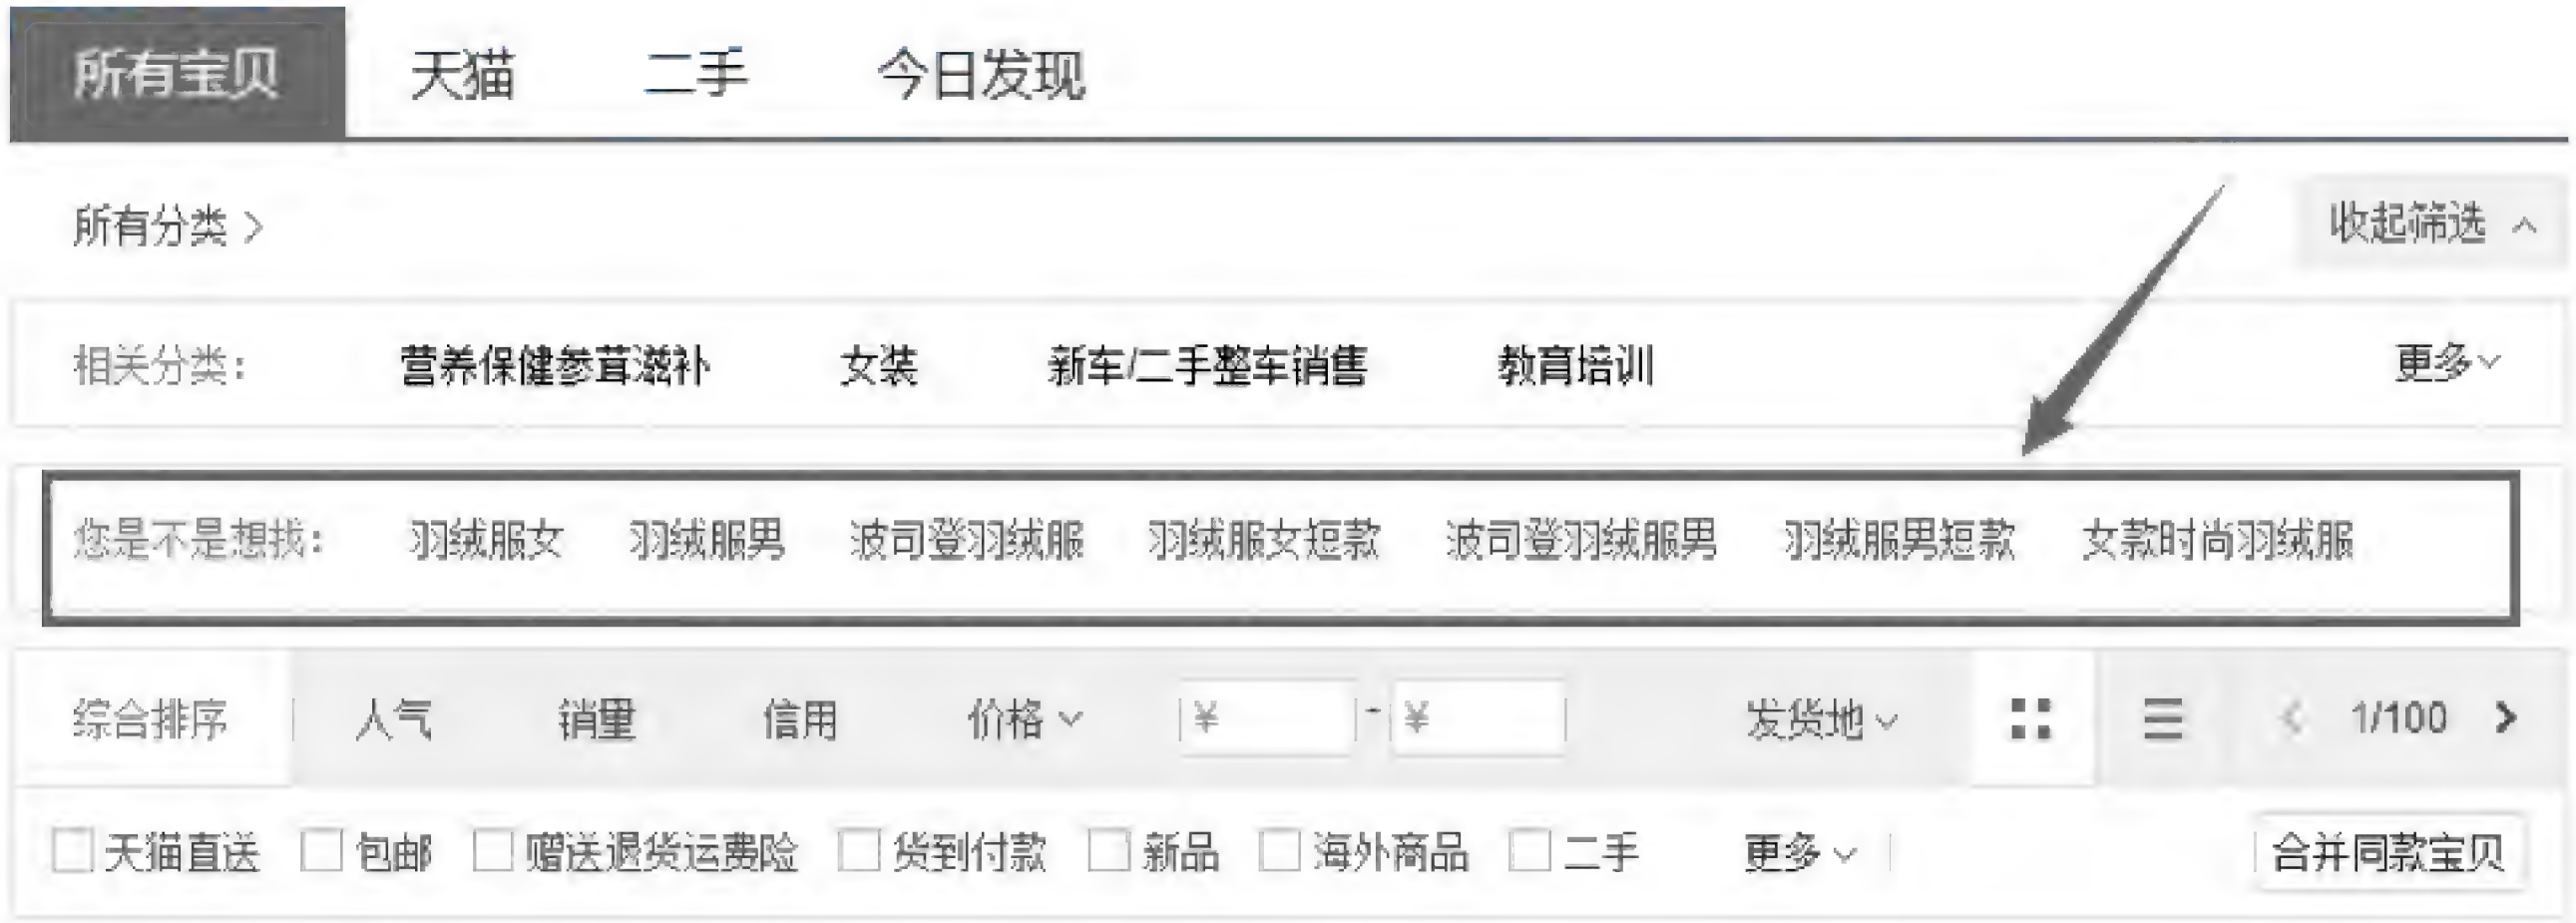 所有宝贝 天猫 二手 今日发现
所有分类 > 收起筛选
相关分类： 营养保健参茸滋补 女装 新车/二手整车销售 教育培训 更多
您是不是想找： 羽绒服女 羽绒服男 波司登羽绒服 羽绒服女短款 波司登羽绒服男 羽绒服男短款 女款时尚羽绒服
综合排序 人气 销量 信用 价格 ¥ - ¥ 发货地 < 1/100 >
天猫直送 包邮 赠送退货运费险 货到付款 新品 海外商品 二手 更多 合并同款宝贝